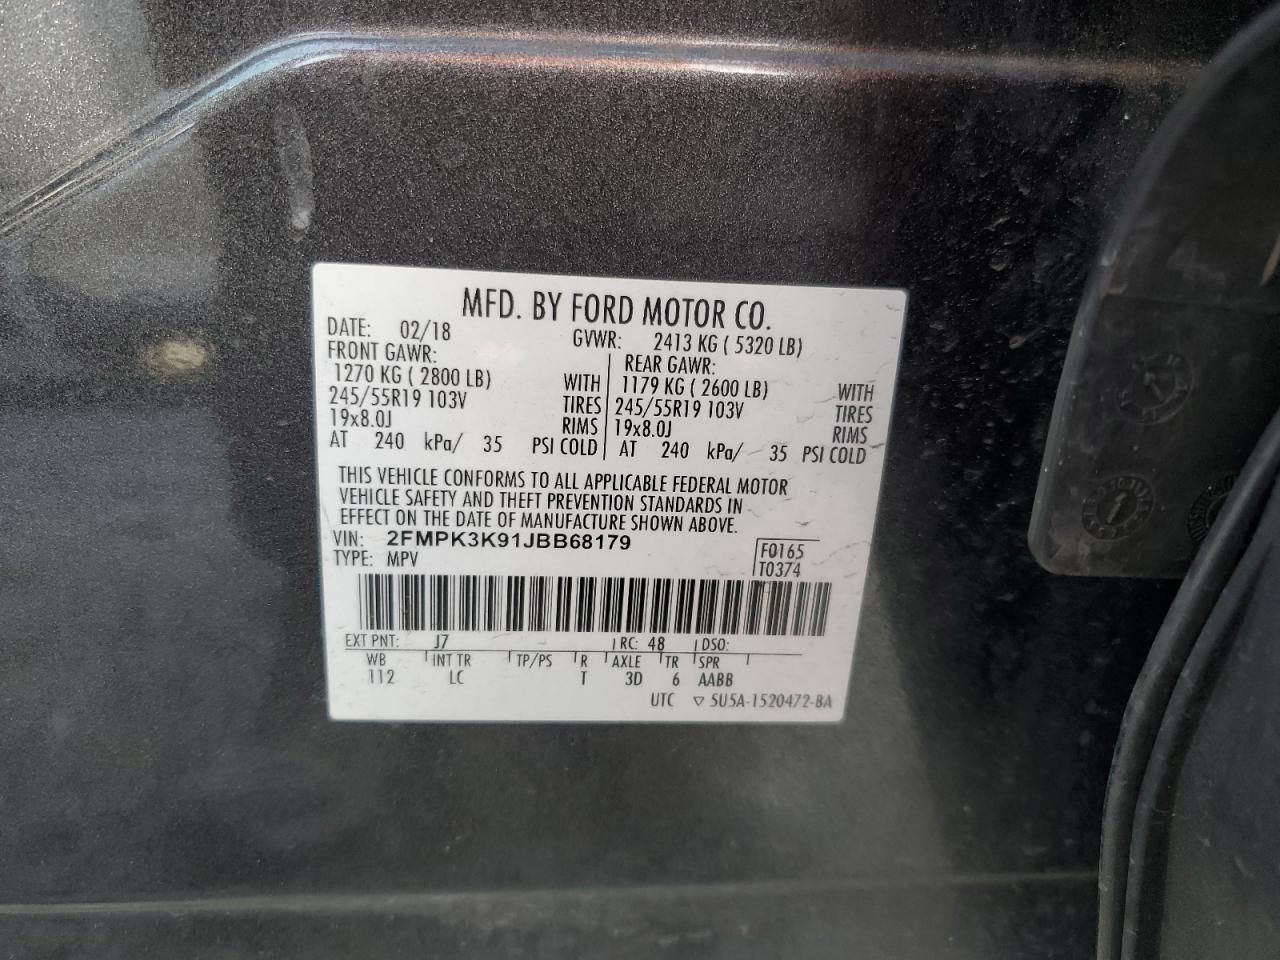 MFD. BY FORD MOTOR CO.
DATE: 02/18 GVWR: 2413 KG ( 5320 LB)
FRONT GAWR: REAR GAWR:
1270 KG ( 2800 LB) WITH 1179 KG ( 2600 LB) WITH
245/55R19 103V TIRES 245/55R19 103V TIRES
19x8.0J RIMS 19x8.0J RIMS
AT 240 kPa/ 35 PSI COLD AT 240 kPa/ 35 PSI COLD
THIS VEHICLE CONFORMS TO ALL APPLICABLE FEDERAL MOTOR
VEHICLE SAFETY AND THEFT PREVENTION STANDARDS IN
EFFECT ON THE DATE OF MANUFACTURE SHOWN ABOVE.
VIN: 2FMPK3K91JBB68179 F0165
TYPE: MPV T0374
EXT PNT: J7 RC: 48 DSO:
WB INT TR TP/PS R AXLE TR SPR
112 LC T 3D 6 AABB
UTC ▽ 5U5A-1520472-BA